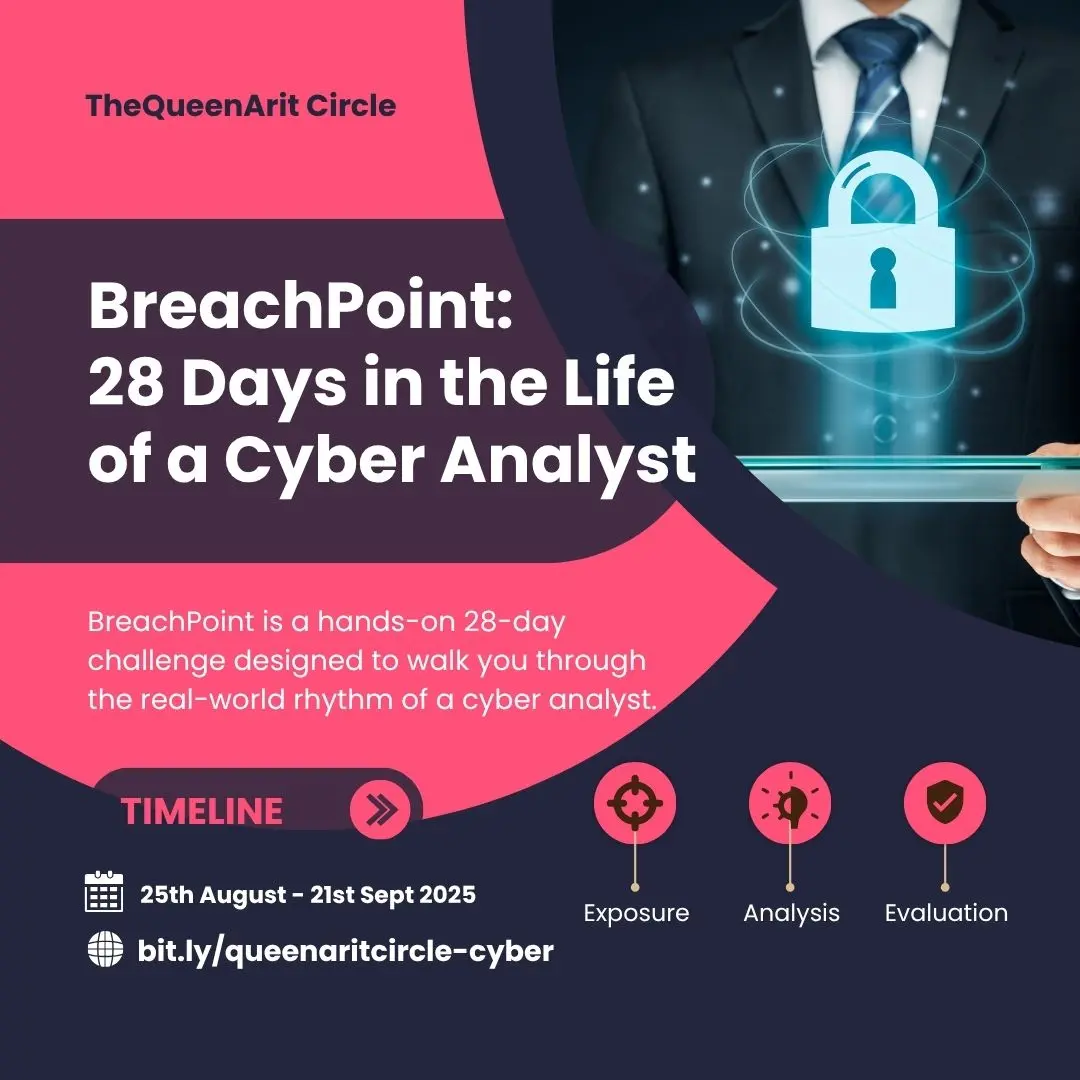 TheQueenArit Circle
BreachPoint:
28 Days in the Life
of a Cyber Analyst
BreachPoint is a hands-on 28-day
challenge designed to walk you through
the real-world rhythm of a cyber analyst.
TIMELINE
25th August - 21st Sept 2025
bit.ly/queenaritcircle-cyber
Exposure
Analysis
Evaluation